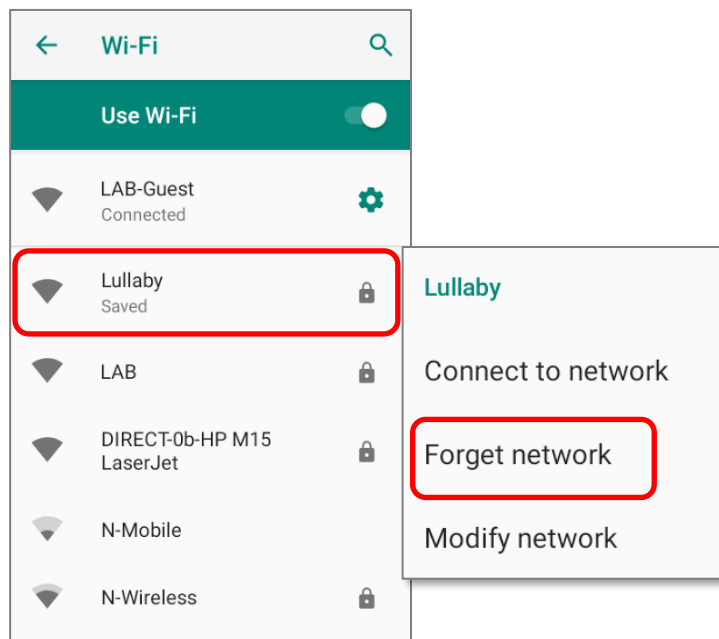 Wi-Fi
Use Wi-Fi
LAB-Guest
Connected
Lullaby
Saved
LAB
DIRECT-0b-HP M15
LaserJet
N-Mobile
N-Wireless
Lullaby
Connect to network
Forget network
Modify network